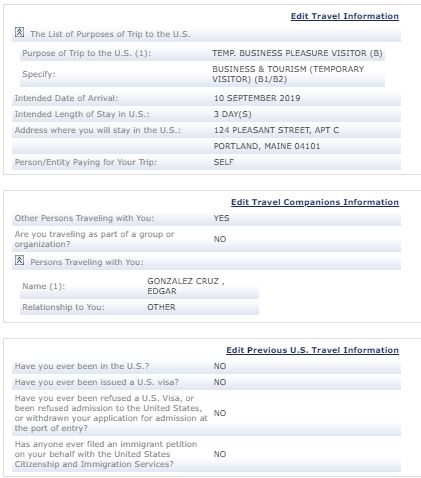 Edit Travel Information
The List of Purposes of Trip to the U.S.
Purpose of Trip to the U.S. (1): TEMP. BUSINESS PLEASURE VISITOR (B)
Specify: BUSINESS & TOURISM (TEMPORARY
VISITOR) (B1/B2)
Intended Date of Arrival: 10 SEPTEMBER 2019
Intended Length of Stay in U.S.: 3 DAY(S)
Address where you will stay in the U.S.: 124 PLEASANT STREET, APT C
PORTLAND, MAINE 04101
Person/Entity Paying for Your Trip: SELF
Edit Travel Companions Information
Other Persons Traveling with You: YES
Are you traveling as part of a group or
organization? NO
Persons Traveling with You:
Name (1): GONZALEZ CRUZ ,
EDGAR
Relationship to You: OTHER
Edit Previous U.S. Travel Information
Have you ever been in the U.S.? NO
Have you ever been issued a U.S. visa? NO
Have you ever been refused a U.S. Visa, or
been refused admission to the United States,
or withdrawn your application for admission at
the port of entry? NO
Has anyone ever filed an immigrant petition
on your behalf with the United States
Citizenship and Immigration Services? NO